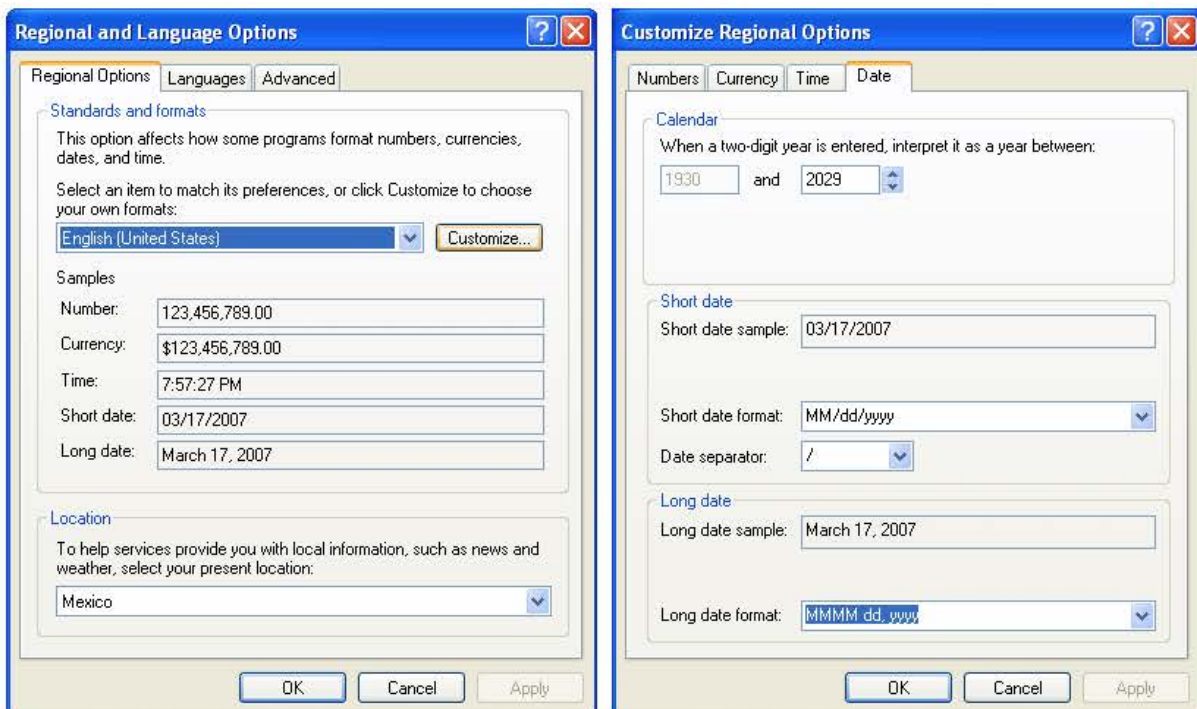 Regional and Language Options
Regional Options
Languages
Advanced
Standards and formats
This option affects how some programs format numbers, currencies,
dates, and time.
Select an item to match its preferences, or click Customize to choose
your own formats:
English (United States)
Customize...
Samples
Number: 123,456,789.00
Currency: $123,456,789.00
Time: 7:57:27 PM
Short date: 03/17/2007
Long date: March 17, 2007
Location
To help services provide you with local information, such as news and
weather, select your present location:
Mexico
OK
Cancel
Apply
Customize Regional Options
Numbers
Currency
Time
Date
Calendar
When a two-digit year is entered, interpret it as a year between:
1930 and 2029
Short date
Short date sample: 03/17/2007
Short date format: MM/dd/yyyy
Date separator: /
Long date
Long date sample: March 17, 2007
Long date format: MMMM dd, yyyy
OK
Cancel
Apply